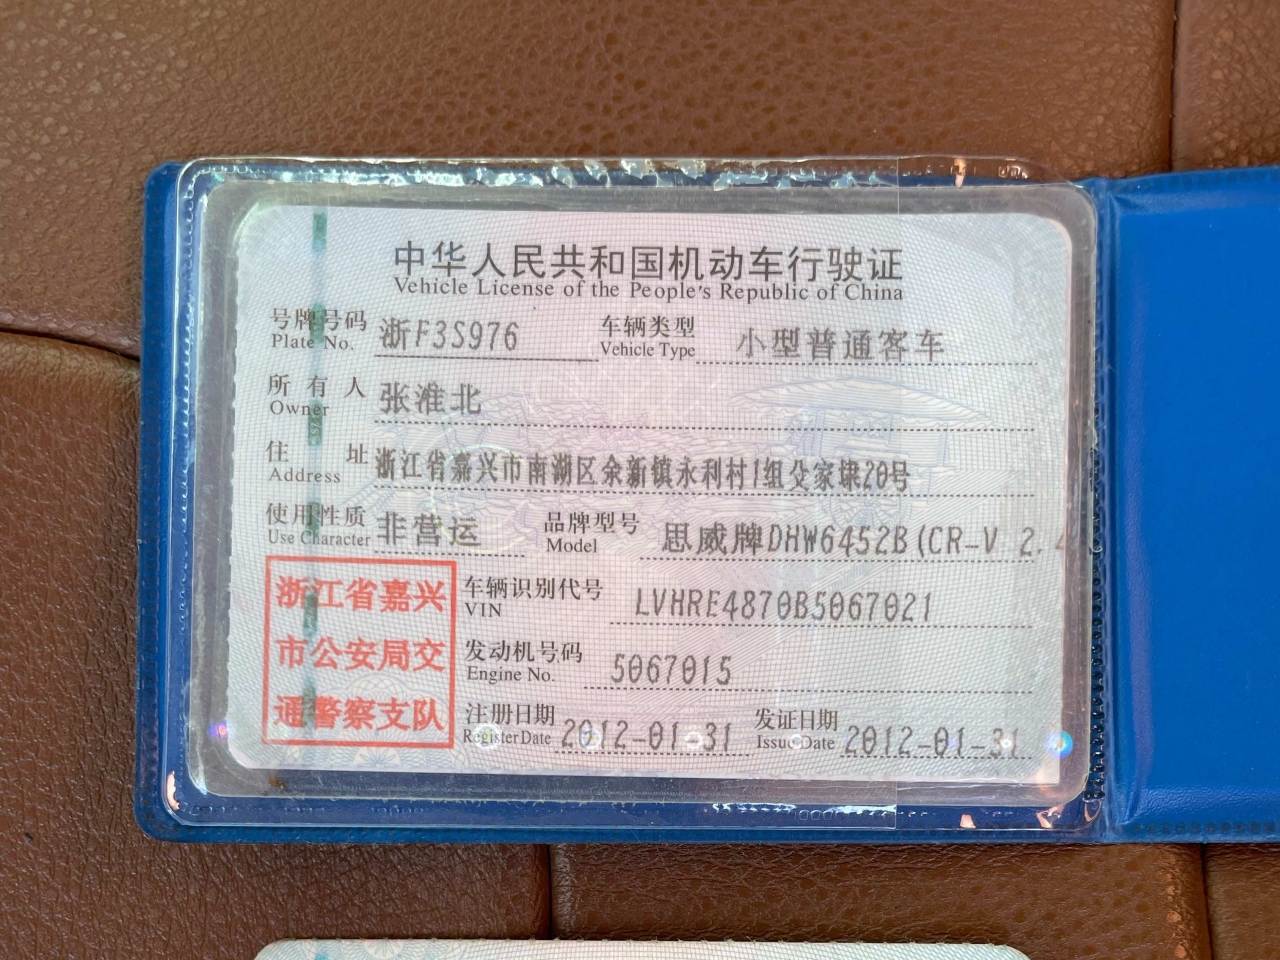 中华人民共和国机动车行驶证
Vehicle License of the People's Republic of China
号牌号码 浙F3S976 车辆类型 小型普通客车
Plate No. Vehicle Type
所有人 张淮北
Owner
住址 浙江省嘉兴市南湖区余新镇永利村1组殳家埭20号
Address
使用性质 非营运 品牌型号 思威牌DHW6452B(CR-V 2.4
Use Character Model
浙江省嘉兴
市公安局交
通警察支队
车辆识别代号 LVHRE4870B5067021
VIN
发动机号码 5067015
Engine No.
注册日期 2012-01-31 发证日期 2012-01-31
Register Date Issue Date